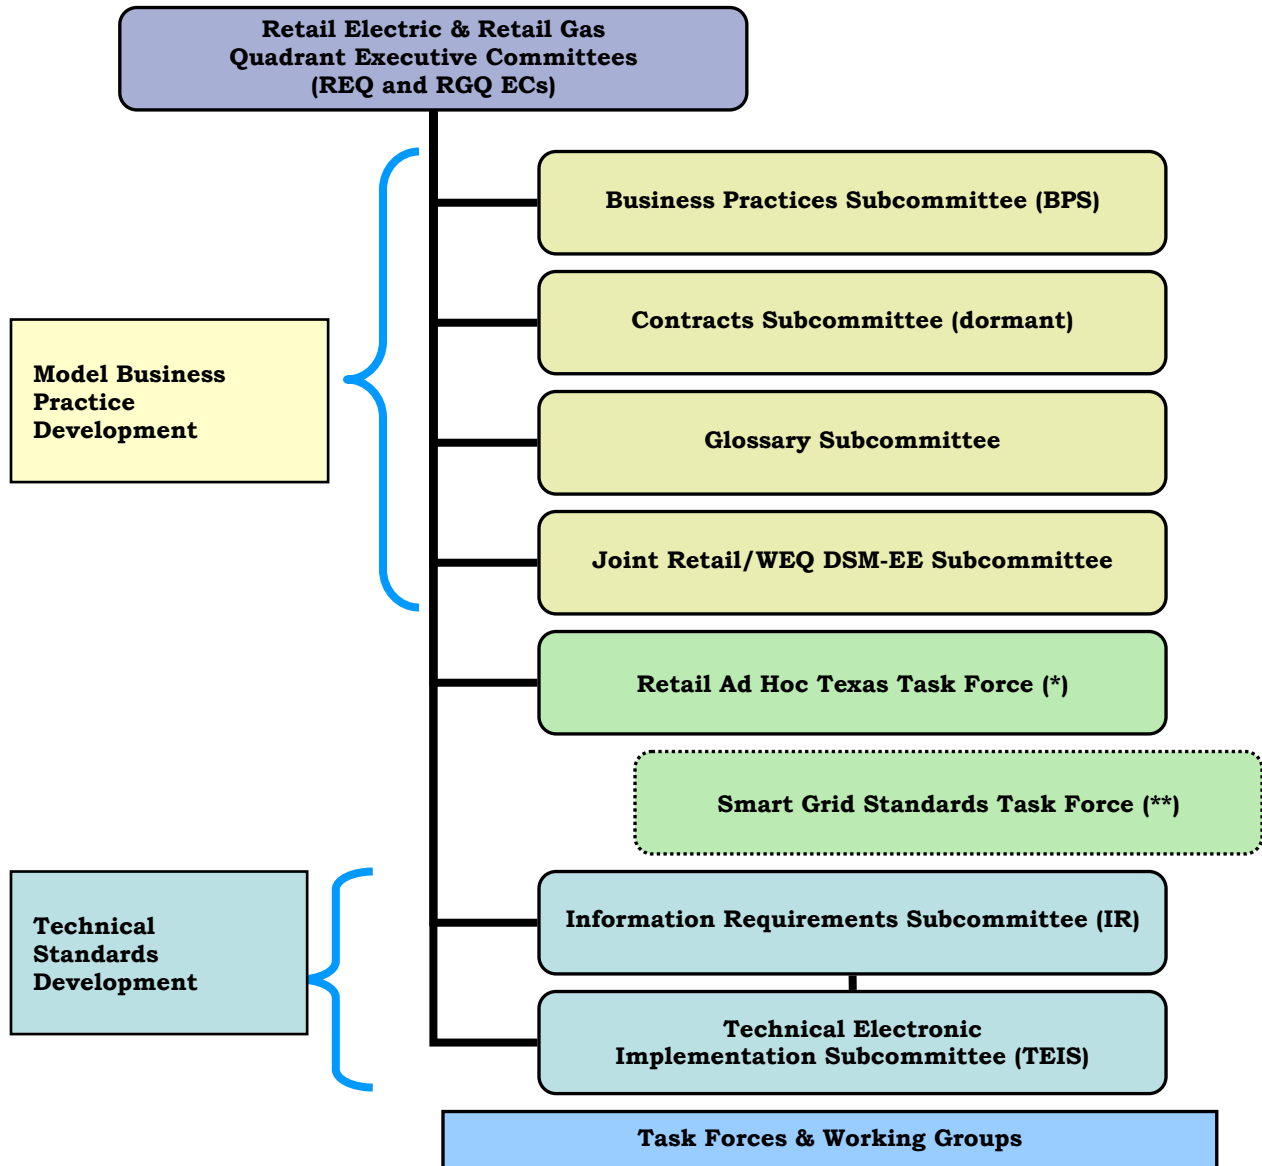 Retail Electric & Retail Gas
Quadrant Executive Committees
(REQ and RGQ ECs)
Business Practices Subcommittee (BPS)
Contracts Subcommittee (dormant)
Model Business
Practice
Development
Glossary Subcommittee
Joint Retail/WEQ DSM-EE Subcommittee
Retail Ad Hoc Texas Task Force (*)
Smart Grid Standards Task Force (**)
Technical
Standards
Development
Information Requirements Subcommittee (IR)
Technical Electronic
Implementation Subcommittee (TEIS)
Task Forces & Working Groups